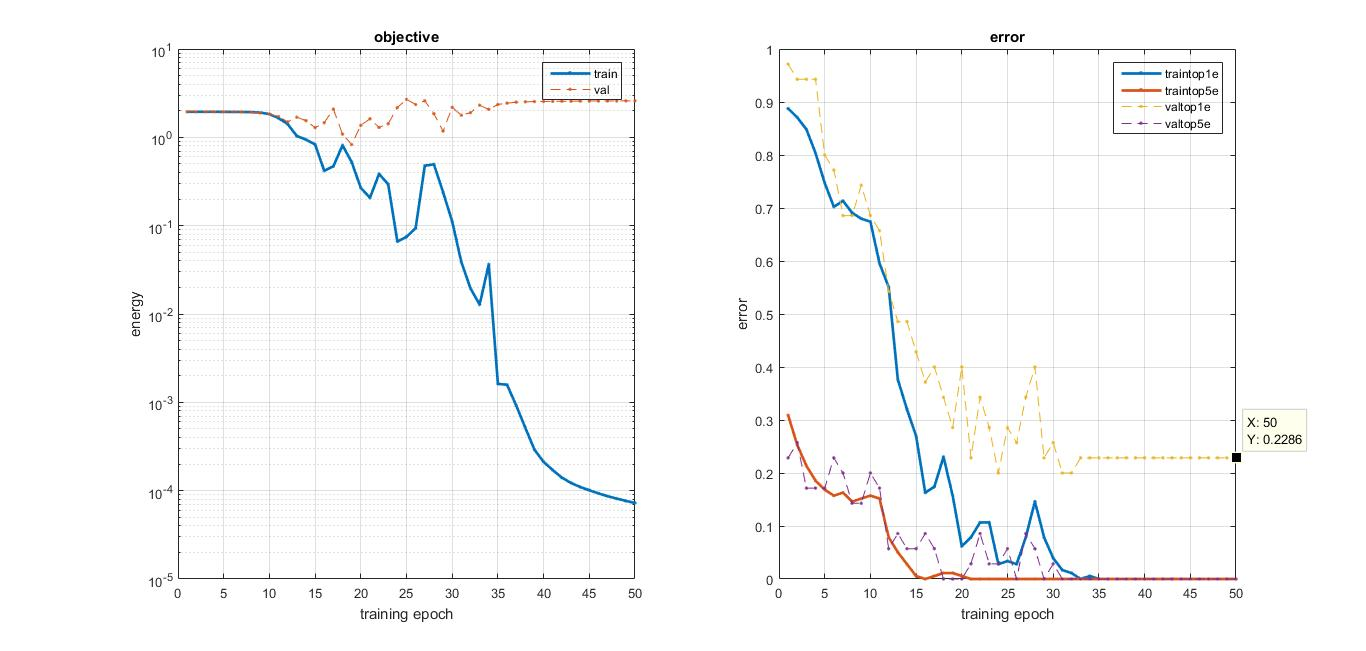 objective
10^1
10^0
10^-1
10^-2
10^-3
10^-4
10^-5
energy
0 5 10 15 20 25 30 35 40 45 50
training epoch
train
val
error
1
0.9
0.8
0.7
0.6
0.5
0.4
0.3
0.2
0.1
0
error
0 5 10 15 20 25 30 35 40 45 50
training epoch
traintop1e
traintop5e
valtop1e
valtop5e
X: 50
Y: 0.2286